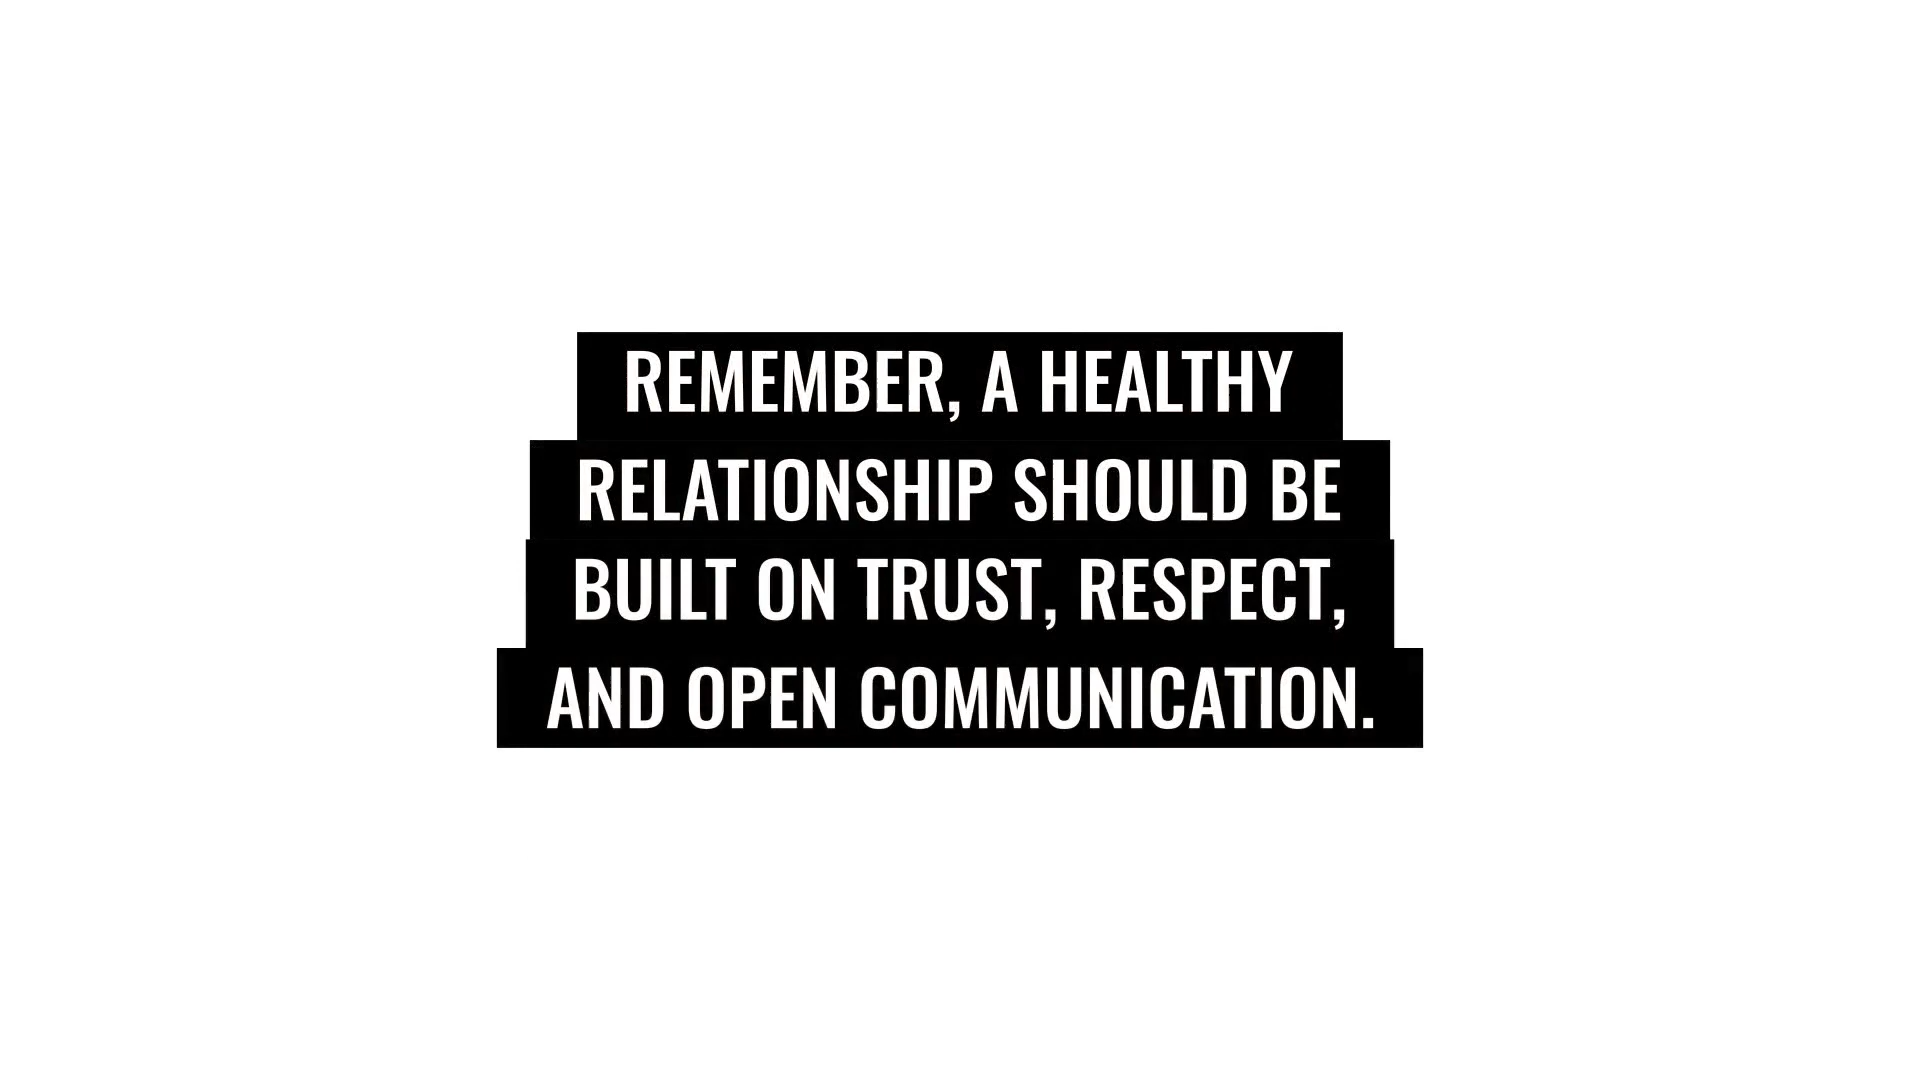 REMEMBER, A HEALTHY
RELATIONSHIP SHOULD BE
BUILT ON TRUST, RESPECT,
AND OPEN COMMUNICATION.